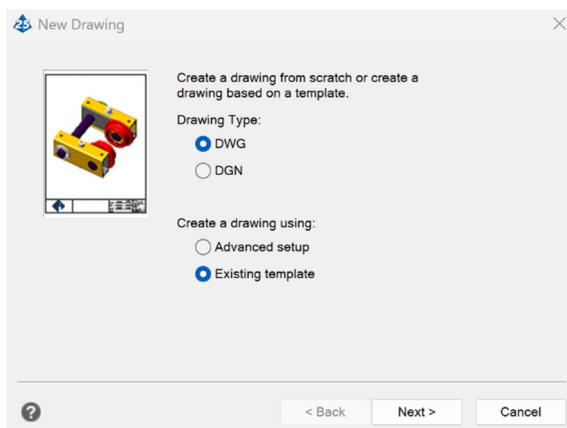 25 New Drawing
Create a drawing from scratch or create a
drawing based on a template.
Drawing Type:
DWG
DGN
Create a drawing using:
Advanced setup
Existing template
?
< Back Next > Cancel